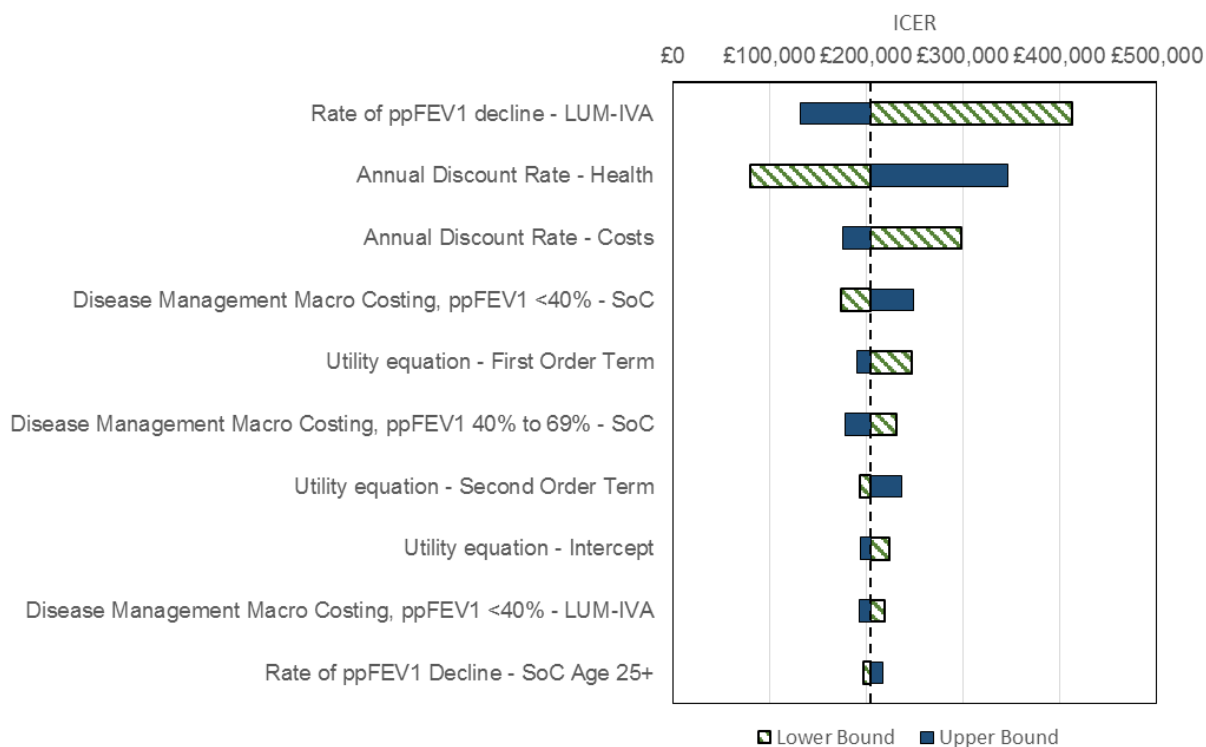 ICER
£0 £100,000 £200,000 £300,000 £400,000 £500,000
Rate of ppFEV1 decline - LUM-IVA
Annual Discount Rate - Health
Annual Discount Rate - Costs
Disease Management Macro Costing, ppFEV1 <40% - SoC
Utility equation - First Order Term
Disease Management Macro Costing, ppFEV1 40% to 69% - SoC
Utility equation - Second Order Term
Utility equation - Intercept
Disease Management Macro Costing, ppFEV1 <40% - LUM-IVA
Rate of ppFEV1 Decline - SoC Age 25+
Lower Bound Upper Bound